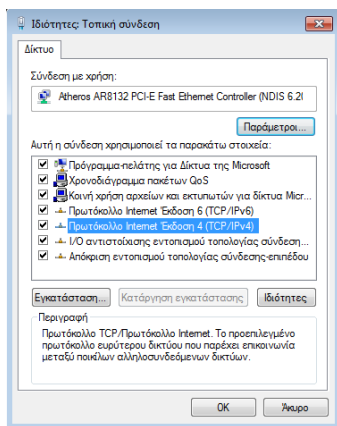 Ιδιότητες: Τοπική σύνδεση
Δίκτυο
Σύνδεση με χρήση:
Atheros AR8132 PCI-E Fast Ethernet Controller (NDIS 6.2(
Παράμετροι...
Αυτή η σύνδεση χρησιμοποιεί τα παρακάτω στοιχεία:
Πρόγραμμα-πελάτης για Δίκτυα της Microsoft
Χρονοδιάγραμμα πακέτων QoS
Κοινή χρήση αρχείων και εκτυπωτών για δίκτυα Micr...
Πρωτόκολλο Internet Έκδοση 6 (TCP/IPv6)
Πρωτόκολλο Internet Έκδοση 4 (TCP/IPv4)
I/O αντιστοίχισης εντοπισμού τοπολογίας σύνδεση...
Απόκριση εντοπισμού τοπολογίας σύνδεσης-επιπέδου
Εγκατάσταση... Κατάργηση εγκατάστασης Ιδιότητες
Περιγραφή
Πρωτόκολλο TCP/Πρωτόκολλο Internet. Το προεπιλεγμένο
πρωτόκολλο ευρύτερου δικτύου που παρέχει επικοινωνία
μεταξύ ποικίλων αλληλοσυνδεόμενων δικτύων.
OK Άκυρο